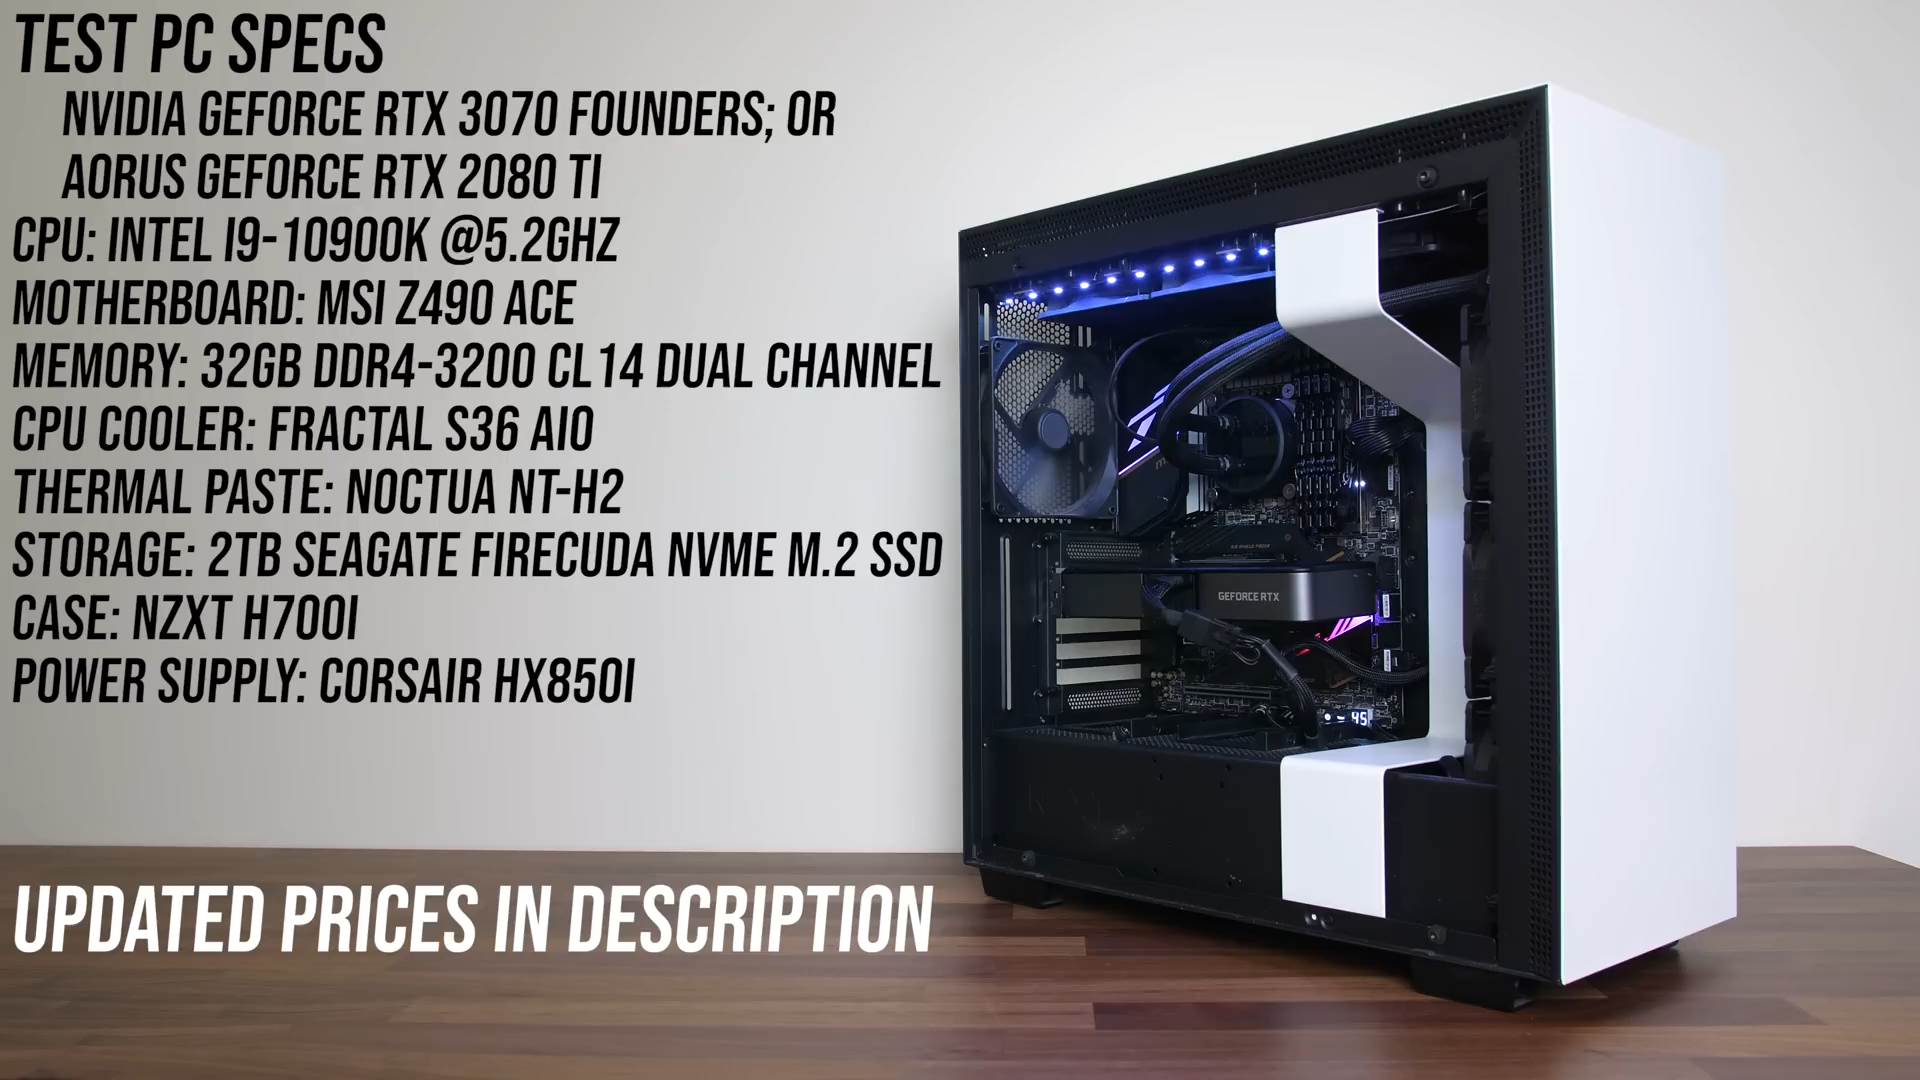 TEST PC SPECS
NVIDIA GEFORCE RTX 3070 FOUNDERS; OR
AORUS GEFORCE RTX 2080 TI
CPU: INTEL I9-10900K @5.2GHZ
MOTHERBOARD: MSI Z490 ACE
MEMORY: 32GB DDR4-3200 CL14 DUAL CHANNEL
CPU COOLER: FRACTAL S36 AIO
THERMAL PASTE: NOCTUA NT-H2
STORAGE: 2TB SEAGATE FIRECUDA NVME M.2 SSD
CASE: NZXT H700I
POWER SUPPLY: CORSAIR HX850I
GEFORCE RTX
45
UPDATED PRICES IN DESCRIPTION